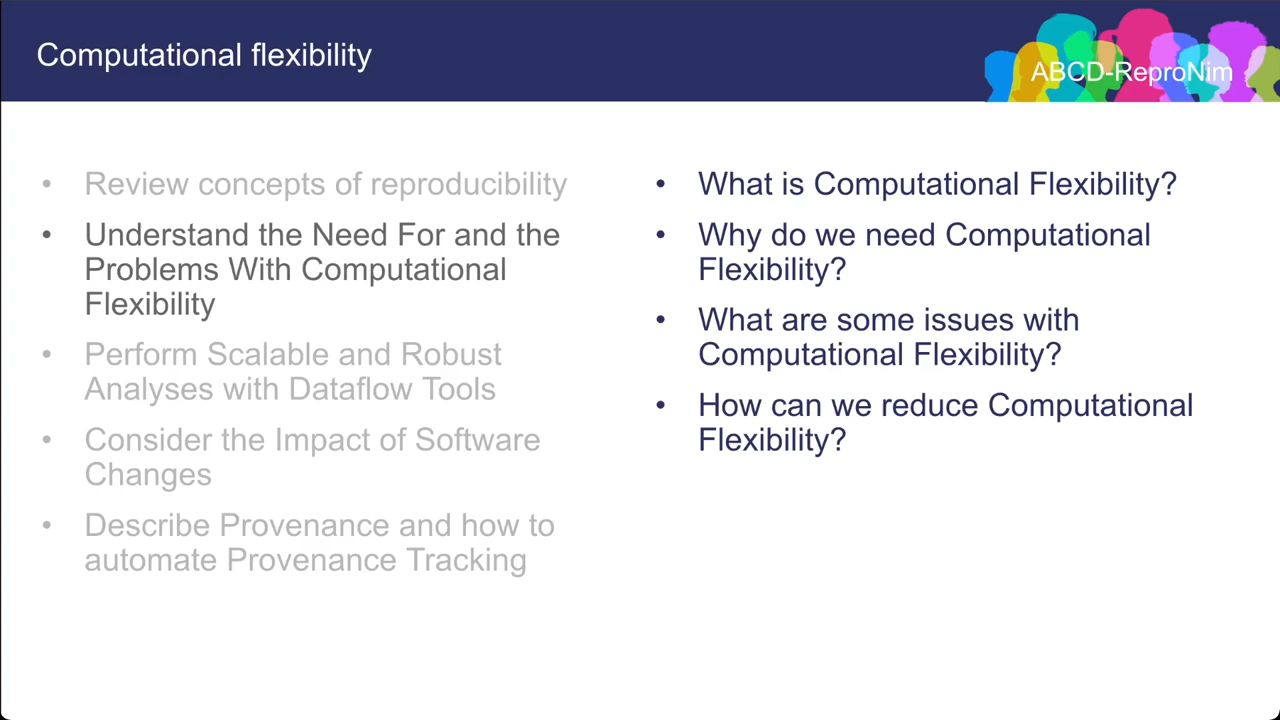 Computational flexibility
ABCD-ReproNim
• Review concepts of reproducibility
• Understand the Need For and the
Problems With Computational
Flexibility
• Perform Scalable and Robust
Analyses with Dataflow Tools
• Consider the Impact of Software
Changes
• Describe Provenance and how to
automate Provenance Tracking
• What is Computational Flexibility?
• Why do we need Computational
Flexibility?
• What are some issues with
Computational Flexibility?
• How can we reduce Computational
Flexibility?